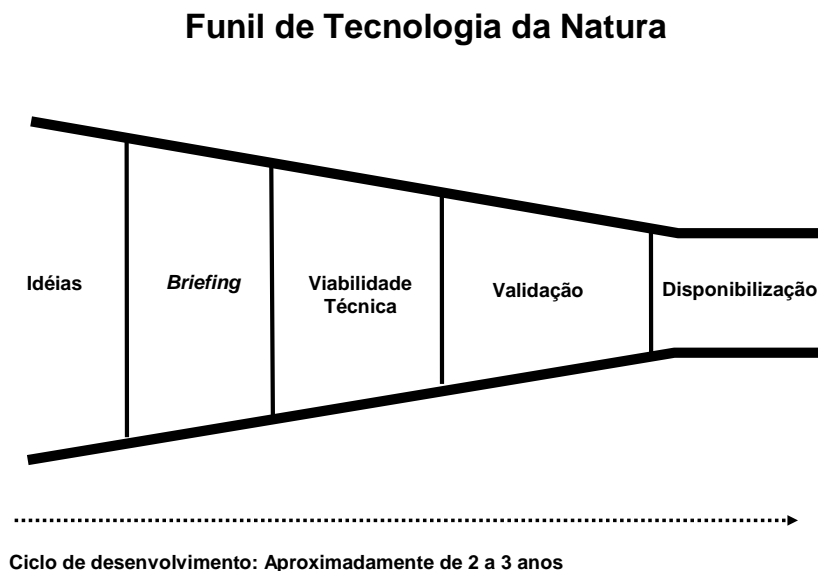 Funil de Tecnologia da Natura
Idéias
Briefing
Viabilidade
Técnica
Validação
Disponibilização
Ciclo de desenvolvimento: Aproximadamente de 2 a 3 anos